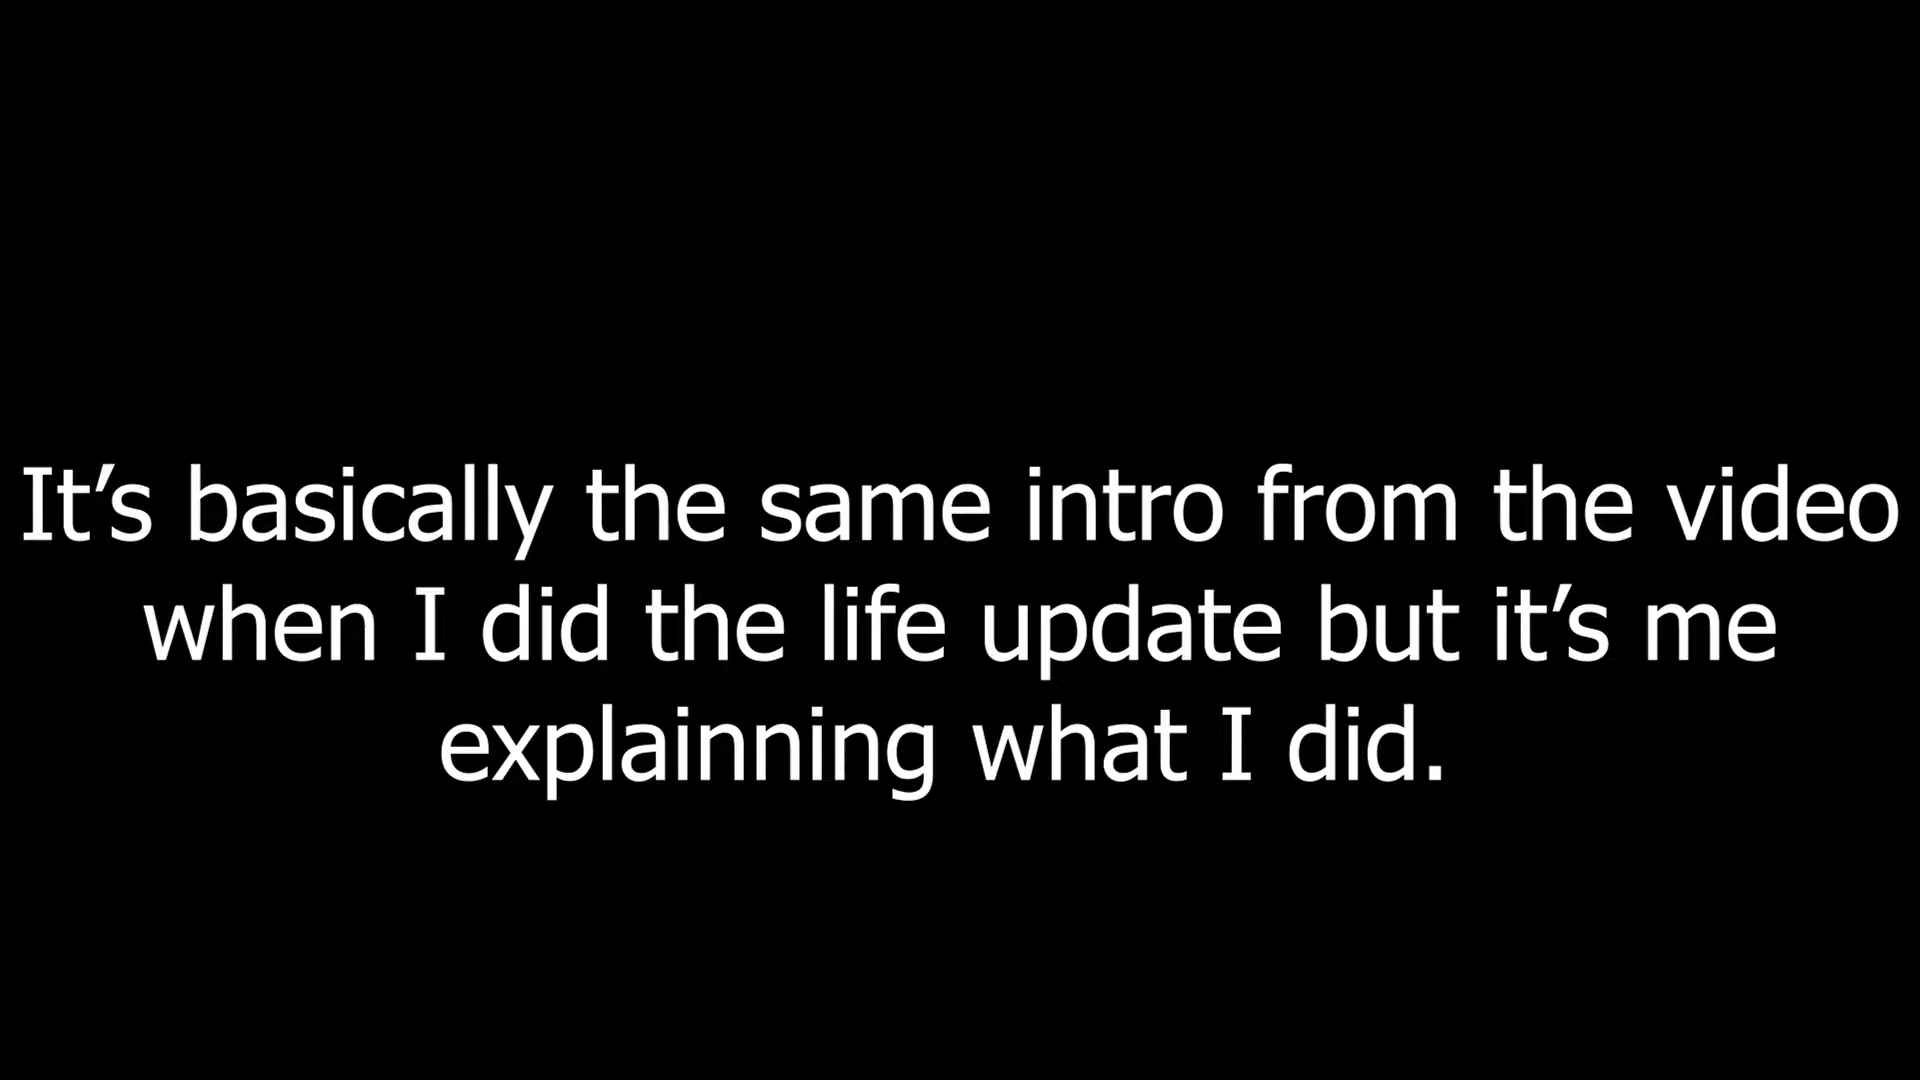 It’s basically the same intro from the video
when I did the life update but it’s me
explainning what I did.